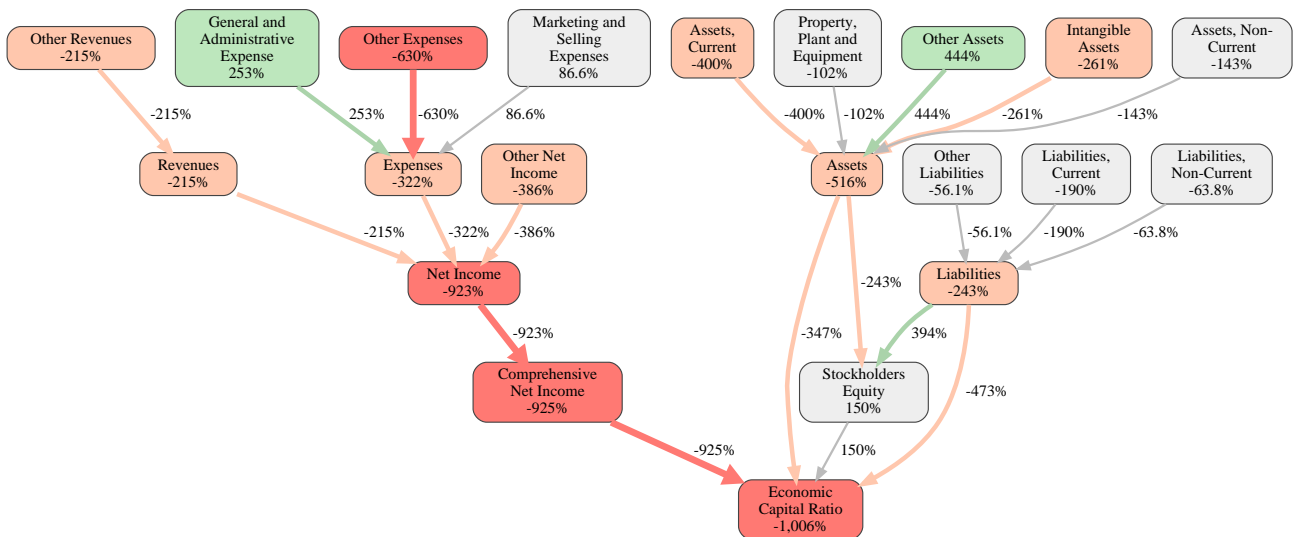 Other Revenues
-215%
General and
Administrative
Expense
253%
Other Expenses
-630%
Marketing and
Selling
Expenses
86.6%
Assets,
Current
-400%
Property,
Plant and
Equipment
-102%
Other Assets
444%
Intangible
Assets
-261%
Assets, Non-
Current
-143%
-215%
253%
-630%
86.6%
-400%
-102%
444%
-261%
-143%
Revenues
-215%
Expenses
-322%
Other Net
Income
-386%
Assets
-516%
Other
Liabilities
-56.1%
Liabilities,
Current
-190%
Liabilities,
Non-Current
-63.8%
-215%
-322%
-386%
-56.1%
-190%
-63.8%
Net Income
-923%
Liabilities
-243%
-923%
-347%
-243%
394%
Comprehensive
Net Income
-925%
Stockholders
Equity
150%
-473%
-925%
150%
Economic
Capital Ratio
-1,006%